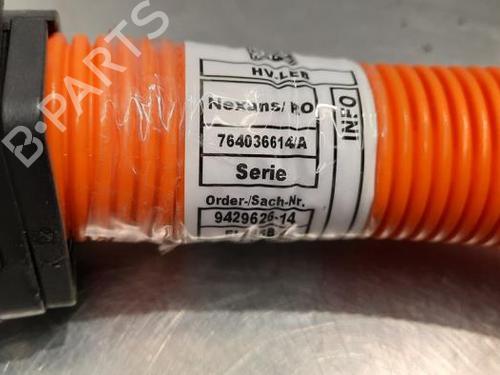 HV.LEB
Nexans/RO
764036614/A
Serie
Order-/Sach-Nr.
9429626-14
INFO
B-PARTS